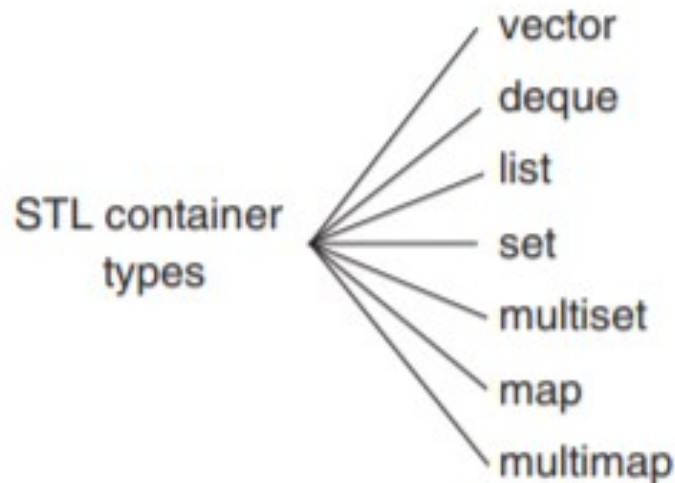 STL container
types
vector
deque
list
set
multiset
map
multimap